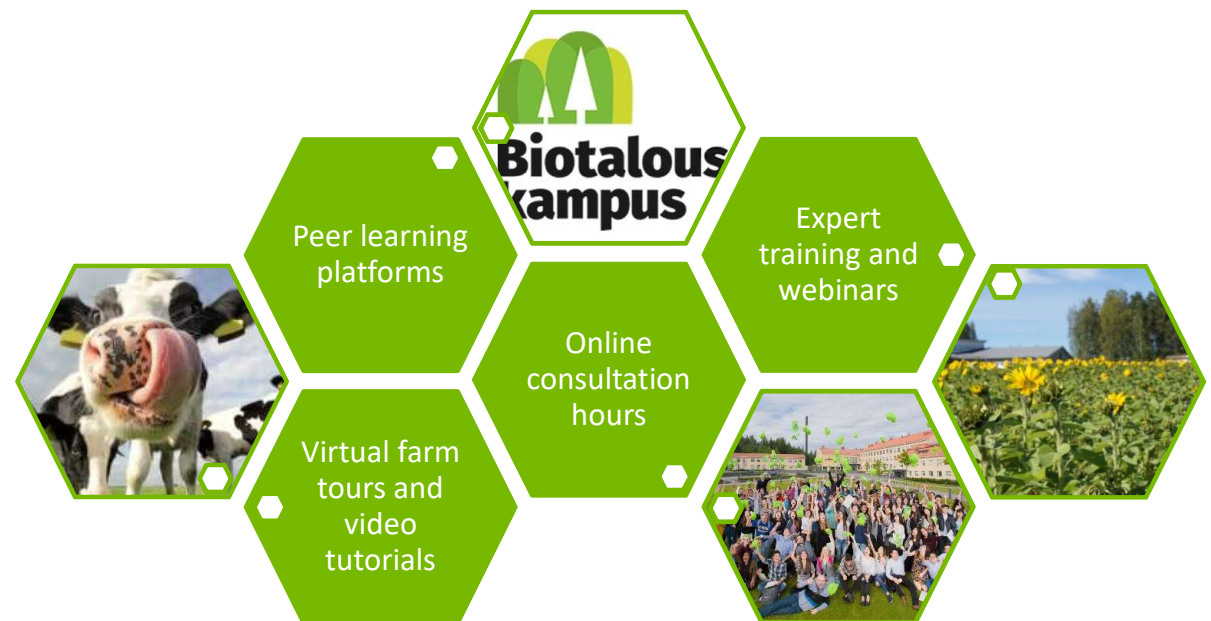 Biotalous
kampus
Peer learning
platforms
Expert
training and
webinars
Online
consultation
hours
Virtual farm
tours and
video
tutorials